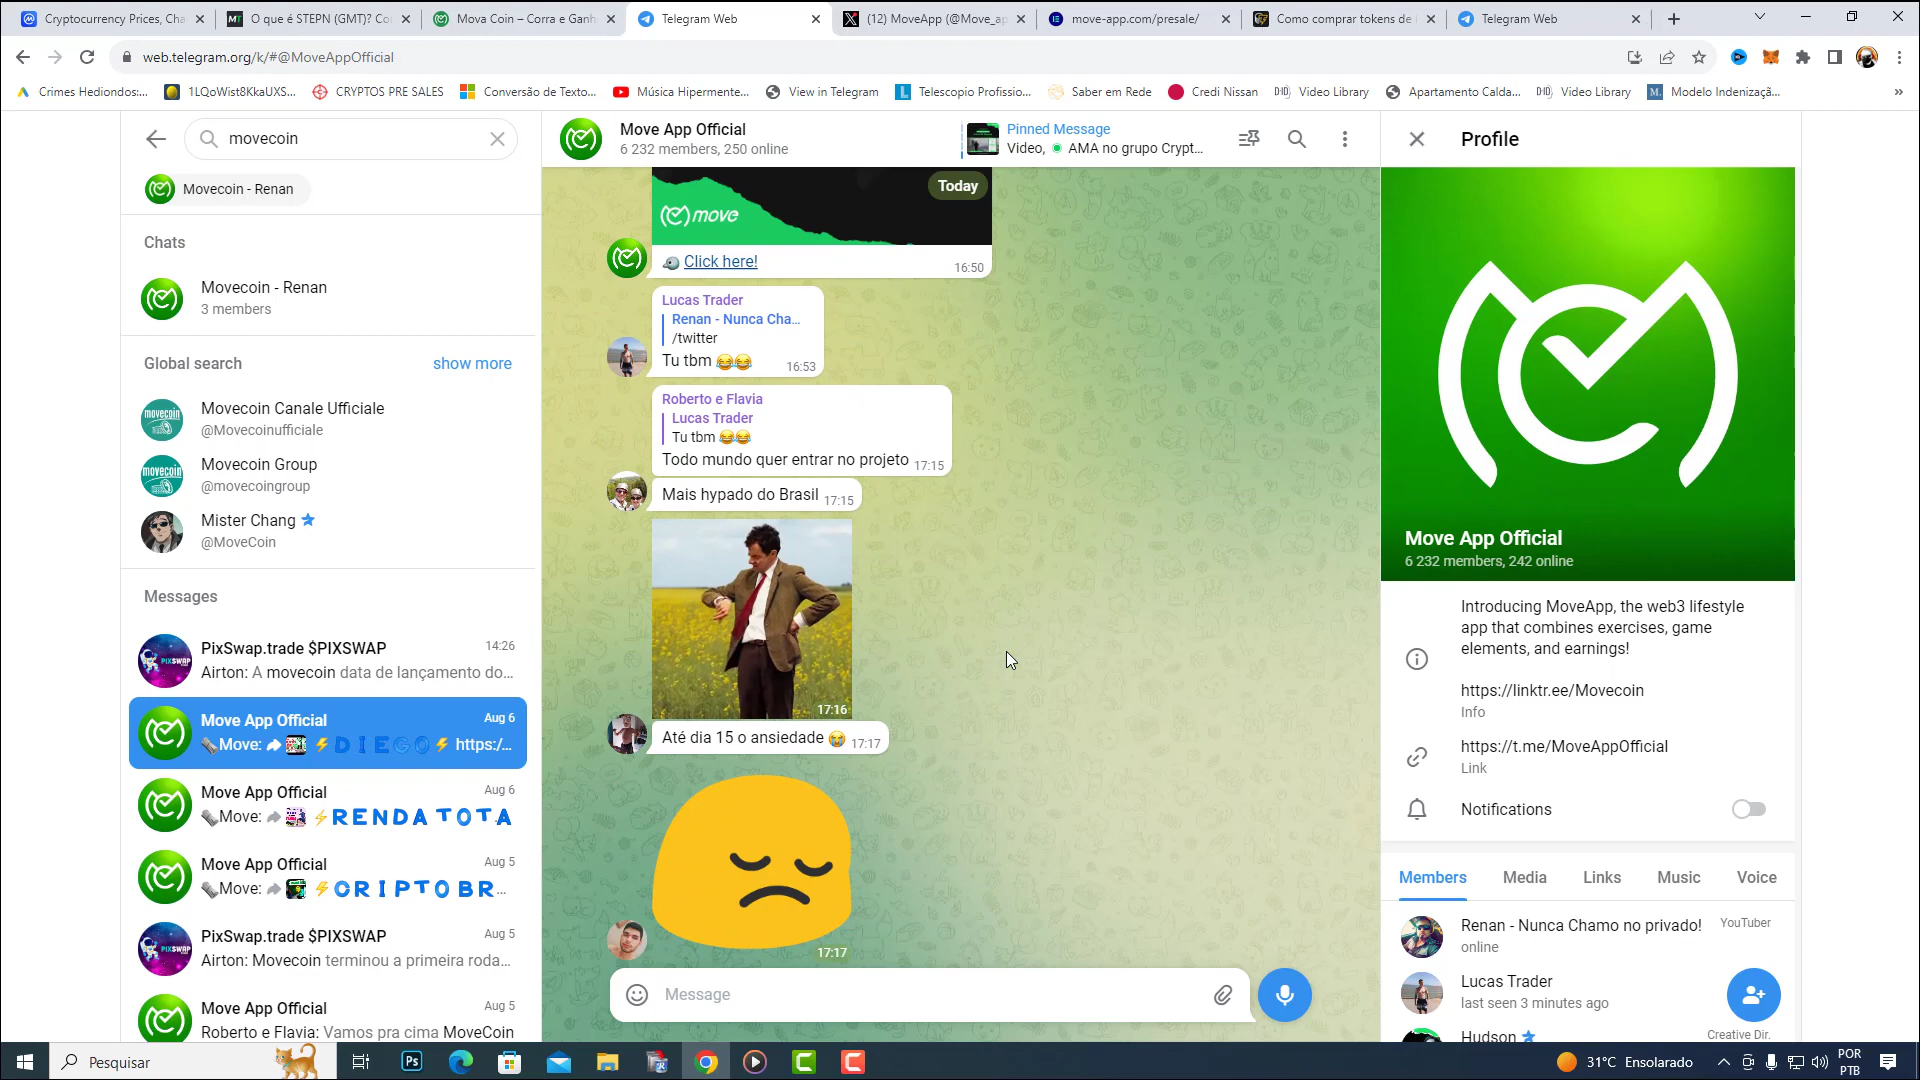 Cryptocurrency Prices, Cha
O que é STEPN (GMT)? Co
Mova Coin – Corra e Ganh
Telegram Web
(12) MoveApp (@Move_ap
move-app.com/presale/
Como comprar tokens de
Telegram Web
web.telegram.org/k/#@MoveAppOfficial
Crimes Hediondos:...
1LQoWist8KkaUXS...
CRYPTOS PRE SALES
Conversão de Texto...
Música Hipermente...
View in Telegram
Telescopio Profissio...
Saber em Rede
Credi Nissan
Video Library
Apartamento Calda...
Video Library
Modelo Indenizaçã...
movecoin
Movecoin - Renan
Chats
Movecoin - Renan
3 members
Global search
show more
Movecoin Canale Ufficiale
@Movecoinufficiale
Movecoin Group
@movecoingroup
Mister Chang
@MoveCoin
Messages
PixSwap.trade $PIXSWAP
14:26
Airton: A movecoin data de lançamento do...
Move App Official
Aug 6
Move: ⚡DIEGO⚡ https:/...
Move App Official
Aug 6
Move: ⚡RENDA TOTA
Move App Official
Aug 5
Move: ⚡CRIPTOBR...
PixSwap.trade $PIXSWAP
Aug 5
Airton: Movecoin terminou a primeira roda...
Move App Official
Aug 5
Roberto e Flavia: Vamos pra cima MoveCoin
Move App Official
6 232 members, 250 online
Pinned Message
Video, AMA no grupo Crypt...
Today
move
Click here!
16:50
Lucas Trader
Renan - Nunca Cha...
/twitter
Tu tbm 😂😂
16:53
Roberto e Flavia
Lucas Trader
Tu tbm 😂😂
Todo mundo quer entrar no projeto
17:15
Mais hypado do Brasil
17:15
17:16
Até dia 15 o ansiedade 😭
17:17
17:17
Message
Profile
Move App Official
6 232 members, 242 online
Introducing MoveApp, the web3 lifestyle
app that combines exercises, game
elements, and earnings!
https://linktr.ee/Movecoin
Info
https://t.me/MoveAppOfficial
Link
Notifications
Members
Media
Links
Music
Voice
Renan - Nunca Chamo no privado!
YouTuber
online
Lucas Trader
last seen 3 minutes ago
Hudson
Creative Dir.
Pesquisar
Ps
31°C Ensolarado
POR
PTB